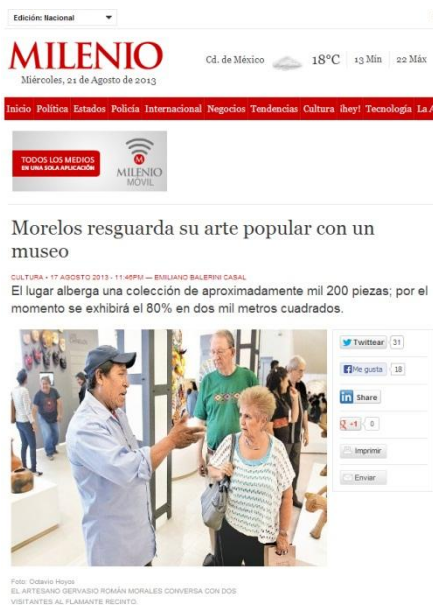 Edición: Nacional
MILENIO
Miércoles, 21 de Agosto de 2013
Cd. de México 18°C 13 Mín 22 Máx
Inicio Política Estados Policía Internacional Negocios Tendencias Cultura ¡hey! Tecnología La A
TODOS LOS MEDIOS
EN UNA SOLA APLICACIÓN
MILENIO
MÓVIL
Morelos resguarda su arte popular con un
museo
CULTURA • 17 AGOSTO 2013 - 11:46PM — EMILIANO BALERINI CASAL
El lugar alberga una colección de aproximadamente mil 200 piezas; por el
momento se exhibirá el 80% en dos mil metros cuadrados.
Twittear 31
Me gusta 18
Share
+1 0
Imprimir
Enviar
Foto: Octavio Hoyos
EL ARTESANO GERVASIO ROMÁN MORALES CONVERSA CON DOS
VISITANTES AL FLAMANTE RECINTO.